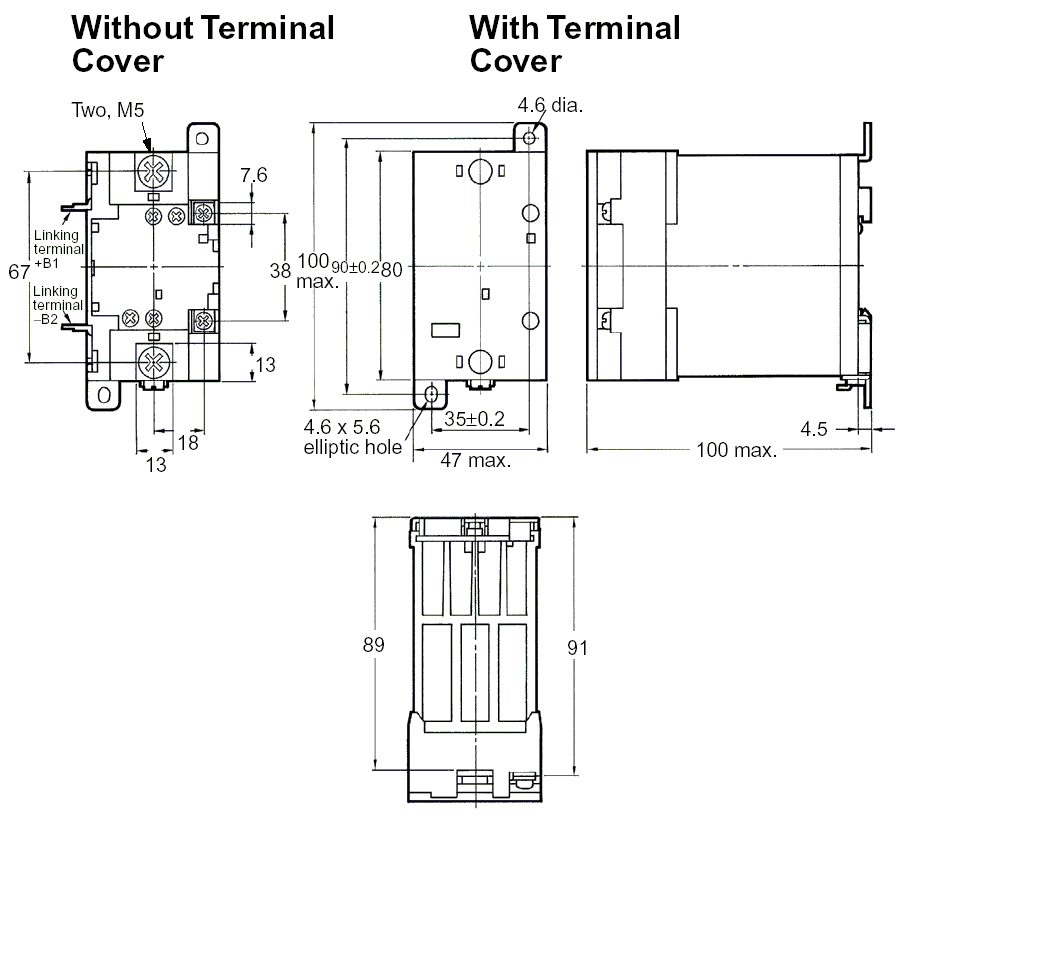 Without Terminal
Cover
With Terminal
Cover
Two, M5
4.6 dia.
7.6
Linking
terminal
+B1
67
Linking
terminal
–B2
38
100
max.
90±0.2
80
13
18
13
4.6 x 5.6
elliptic hole
35±0.2
47 max.
4.5
100 max.
89
91